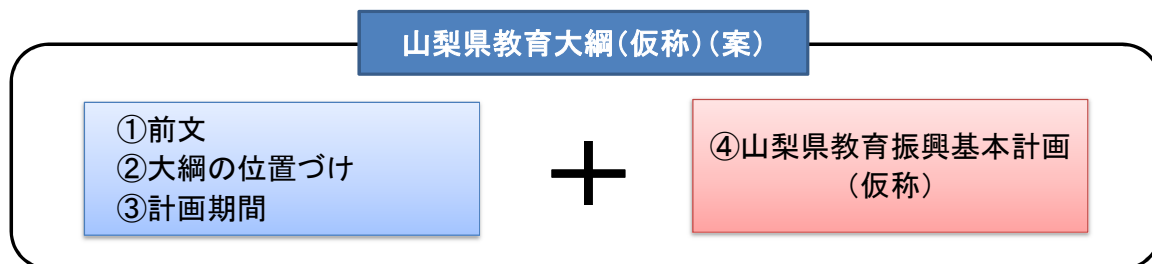 山梨県教育大綱(仮称)(案)
①前文
②大綱の位置づけ
③計画期間
＋
④山梨県教育振興基本計画
(仮称)